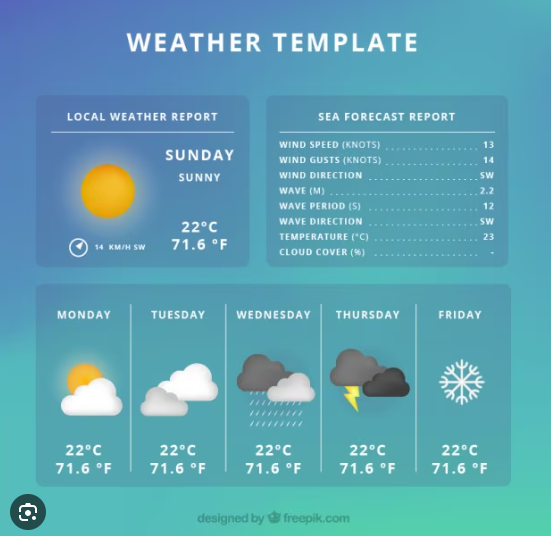 WEATHER TEMPLATE
LOCAL WEATHER REPORT
SUNDAY
SUNNY
22°C
71.6 °F
14 KM/H SW
SEA FORECAST REPORT
WIND SPEED (KNOTS) 13
WIND GUSTS (KNOTS) 14
WIND DIRECTION SW
WAVE (M) 2.2
WAVE PERIOD (S) 12
WAVE DIRECTION SW
TEMPERATURE (°C) 23
CLOUD COVER (%) -
MONDAY
22°C
71.6 °F
TUESDAY
22°C
71.6 °F
WEDNESDAY
22°C
71.6 °F
THURSDAY
22°C
71.6 °F
FRIDAY
22°C
71.6 °F
designed by freepik.com